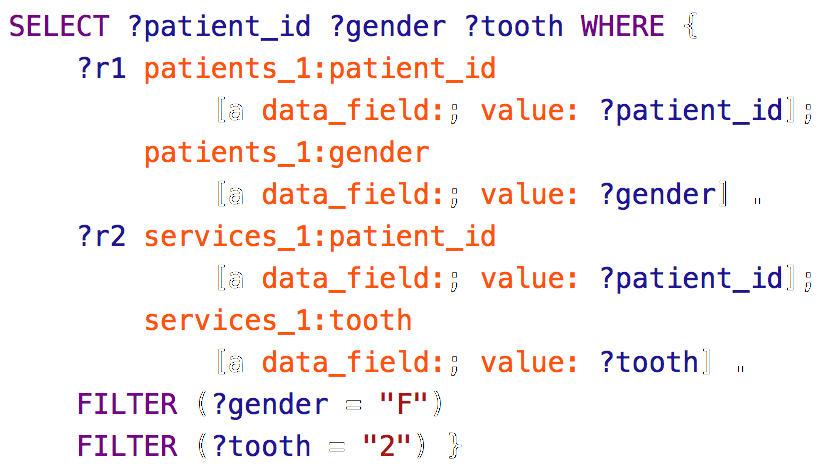 SELECT ?patient_id ?gender ?tooth WHERE {
?r1 patients_1:patient_id
[a data_field:; value: ?patient_id];
patients_1:gender
[a data_field:; value: ?gender] .
?r2 services_1:patient_id
[a data_field:; value: ?patient_id];
services_1:tooth
[a data_field:; value: ?tooth] .
FILTER (?gender = "F")
FILTER (?tooth = "2") }